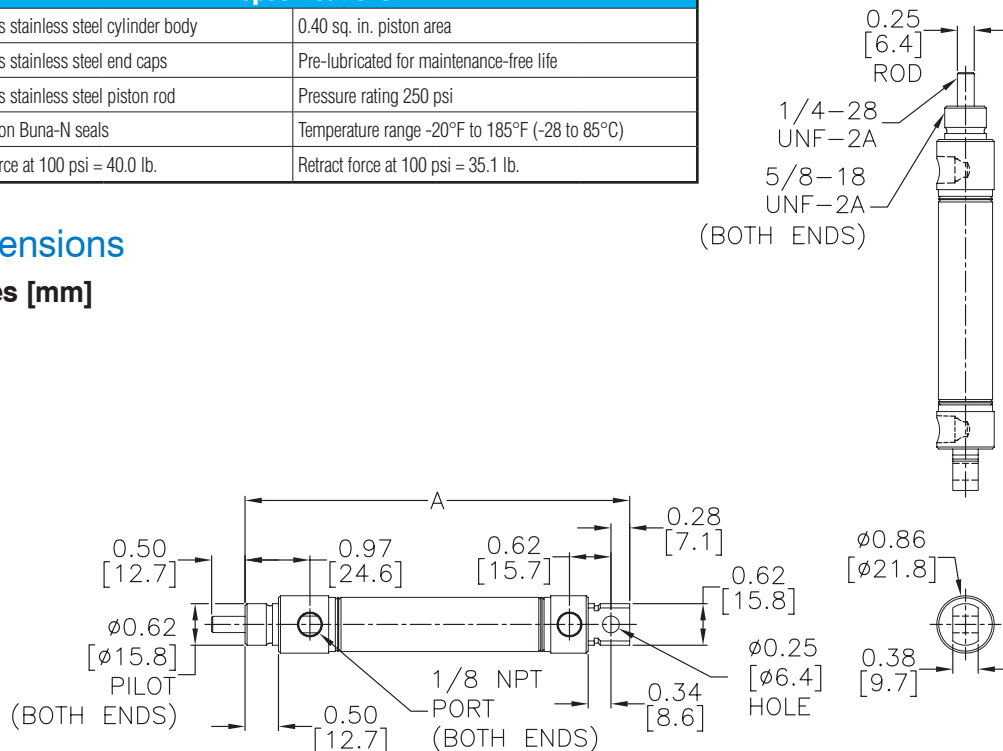 s stainless steel cylinder body 0.40 sq. in. piston area
s stainless steel end caps Pre-lubricated for maintenance-free life
s stainless steel piston rod Pressure rating 250 psi
on Buna-N seals Temperature range -20°F to 185°F (-28 to 85°C)
rce at 100 psi = 40.0 lb. Retract force at 100 psi = 35.1 lb.
ensions
es [mm]
0.25
[6.4]
ROD
1/4-28
UNF-2A
5/8-18
UNF-2A
(BOTH ENDS)
A
0.50
[12.7]
0.97
[24.6]
0.62
[15.7]
0.28
[7.1]
0.62
[15.8]
ø0.62
[ø15.8]
PILOT
(BOTH ENDS)
0.50
[12.7]
1/8 NPT
PORT
(BOTH ENDS)
0.34
[8.6]
ø0.25
[ø6.4]
HOLE
ø0.86
[ø21.8]
0.38
[9.7]